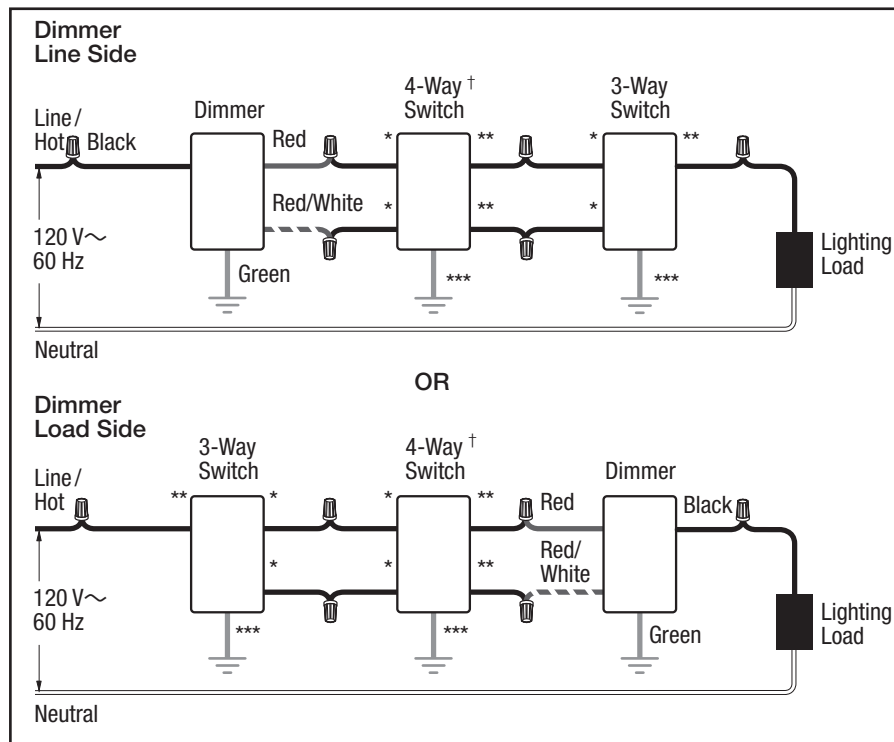 Dimmer
Line Side
4-Way †
Switch
3-Way
Switch
Dimmer
Line/
Hot
Black
Red
*
**
*
**
Red/White
*
**
*
120 V~
60 Hz
Green
***
***
Lighting
Load
Neutral
OR
Dimmer
Load Side
3-Way
Switch
4-Way †
Switch
Dimmer
Line/
Hot
**
*
*
**
Red
Black
*
*
**
Red/
White
120 V~
60 Hz
***
***
Green
Lighting
Load
Neutral